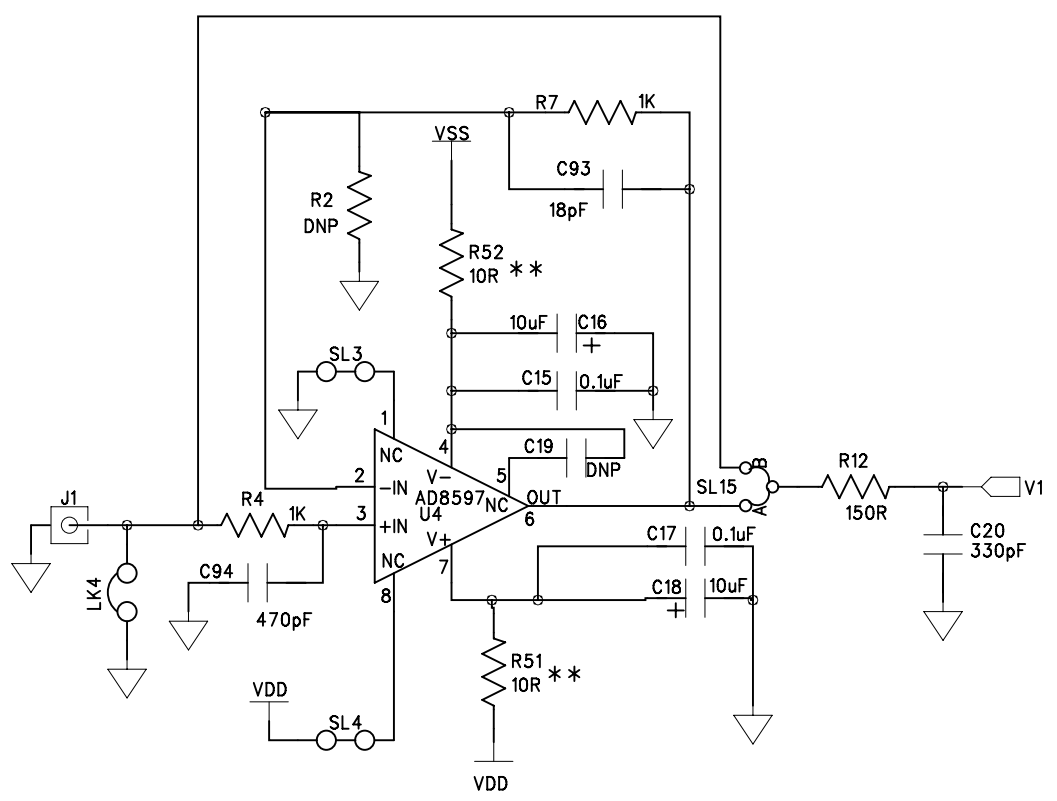 R7 1K
VSS
C93
18pF
R2
DNP
R52
10R **
10uF C16
+
SL3
C15 0.1uF
1
4
C19
5
DNP
NC
V-
2
-IN
AD8597
NC
OUT
6
B
SL15
A
R12
150R
V1
J1
R4
1K
3
+IN
U4
V+
7
NC
8
C17 0.1uF
C18 10uF
+
C20
330pF
C94
470pF
LK4
R51
10R **
VDD
SL4
VDD